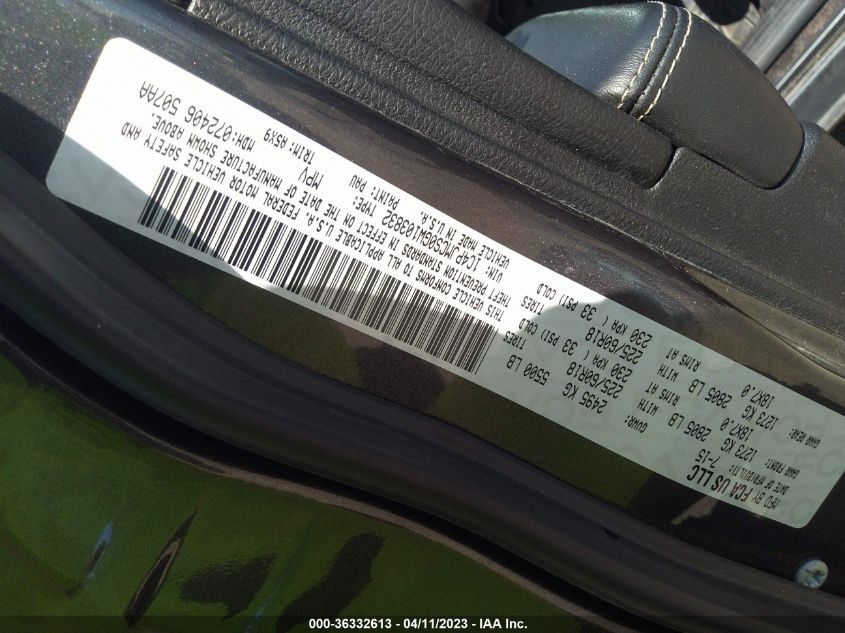 MFD BY FCA US LLC
DATE OF MFR(BUILT): 7-15
GVWR: 2495 KG 5500 LB
GAWR FRONT: 1273 KG 2805 LB WITH 225/60R18 TIRES
18X7.0 RIMS AT 230 KPA ( 33 PSI) COLD
GAWR REAR: 1273 KG 2805 LB WITH 225/60R18 TIRES
18X7.0 RIMS AT 230 KPA ( 33 PSI) COLD
THIS VEHICLE CONFORMS TO ALL APPLICABLE U.S.A. FEDERAL MOTOR VEHICLE SAFETY AND
THEFT PREVENTION STANDARDS IN EFFECT ON THE DATE OF MANUFACTURE SHOWN ABOVE.
TYPE: MPV MDH:072406 507AA
VEHICLE MADE IN U.S.A. PAINT: PAU TRIM: A5X9
000-36332613 - 04/11/2023 - IAA Inc.